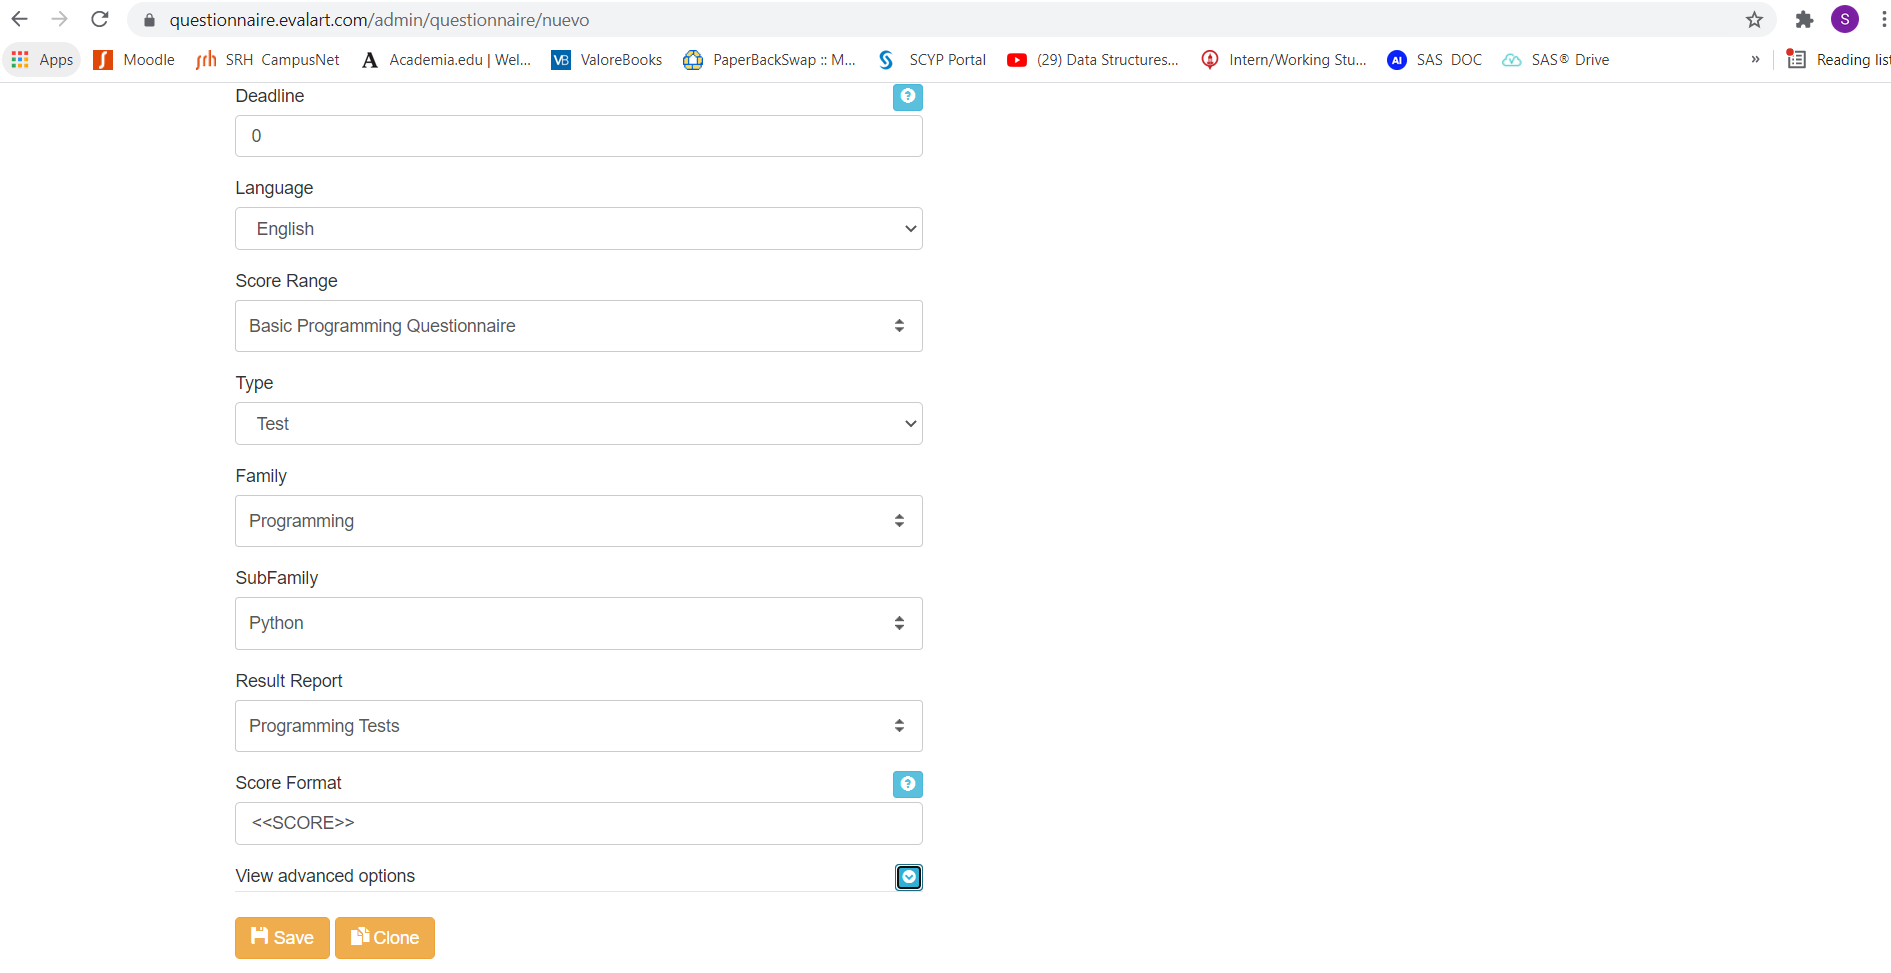 questionnaire.evalart.com/admin/questionnaire/nuevo
S
Apps Moodle SRH CampusNet Academia.edu | Wel... ValoreBooks PaperBackSwap :: M... SCYP Portal (29) Data Structures... Intern/Working Stu... SAS DOC SAS® Drive » Reading list
Deadline
0
Language
English
Score Range
Basic Programming Questionnaire
Type
Test
Family
Programming
SubFamily
Python
Result Report
Programming Tests
Score Format
<<SCORE>>
View advanced options
Save Clone